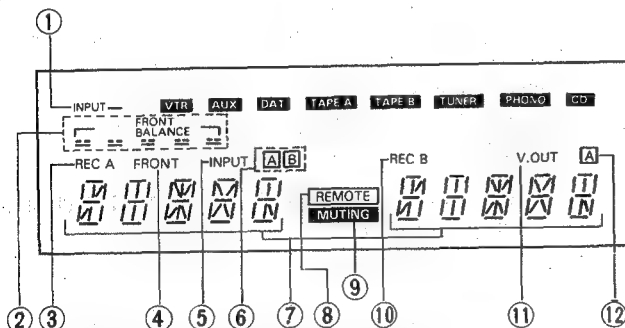 ①
INPUT VTR AUX DAT TAPE A TAPE B TUNER PHONO CD
FRONT
BALANCE
REC A FRONT INPUT A B REC B V.OUT A
REMOTE
MUTING
② ③ ④ ⑤ ⑥ ⑦ ⑧ ⑨ ⑩ ⑪ ⑫